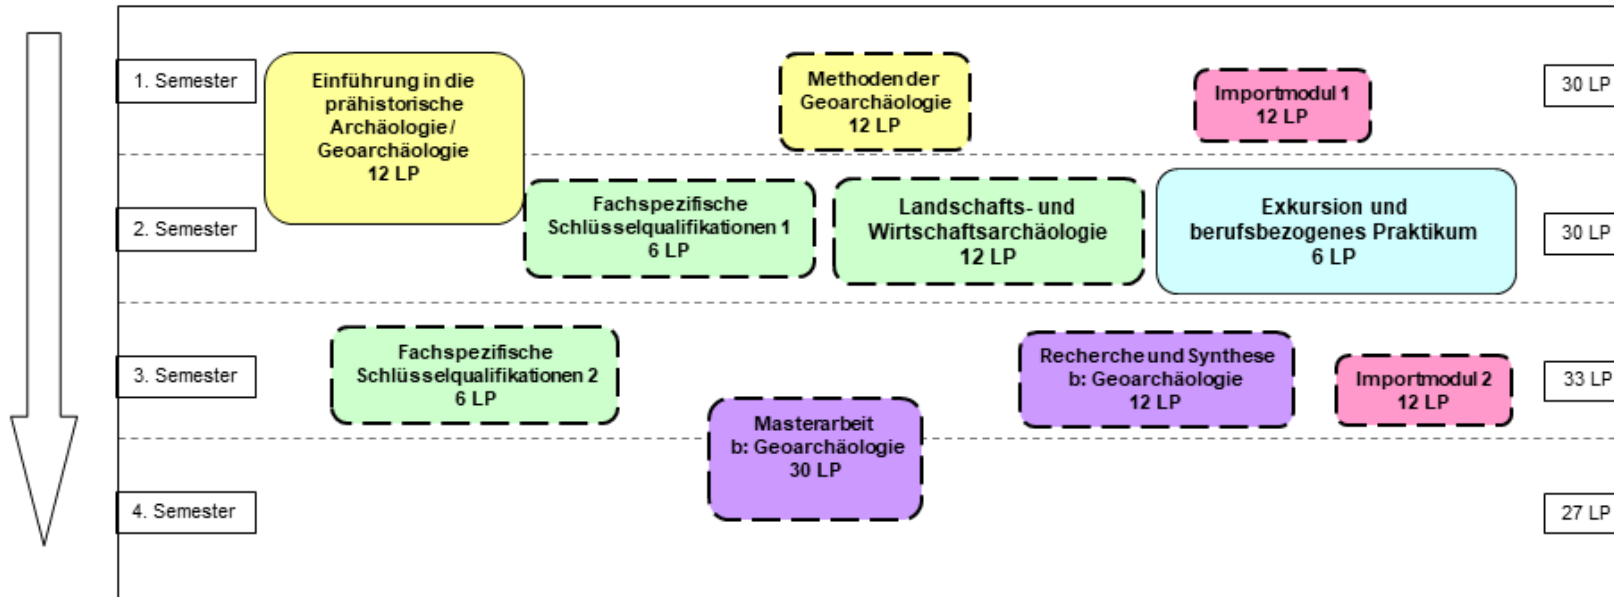 1. Semester
Einführung in die
prähistorische
Archäologie/
Geoarchäologie
12 LP
Methoden der
Geoarchäologie
12 LP
Importmodul 1
12 LP
30 LP
2. Semester
Fachspezifische
Schlüsselqualifikationen 1
6 LP
Landschafts- und
Wirtschaftsarchäologie
12 LP
Exkursion und
berufsbezogenes Praktikum
6 LP
30 LP
3. Semester
Fachspezifische
Schlüsselqualifikationen 2
6 LP
Recherche und Synthese
b: Geoarchäologie
12 LP
Importmodul 2
12 LP
33 LP
Masterarbeit
b: Geoarchäologie
30 LP
4. Semester
27 LP